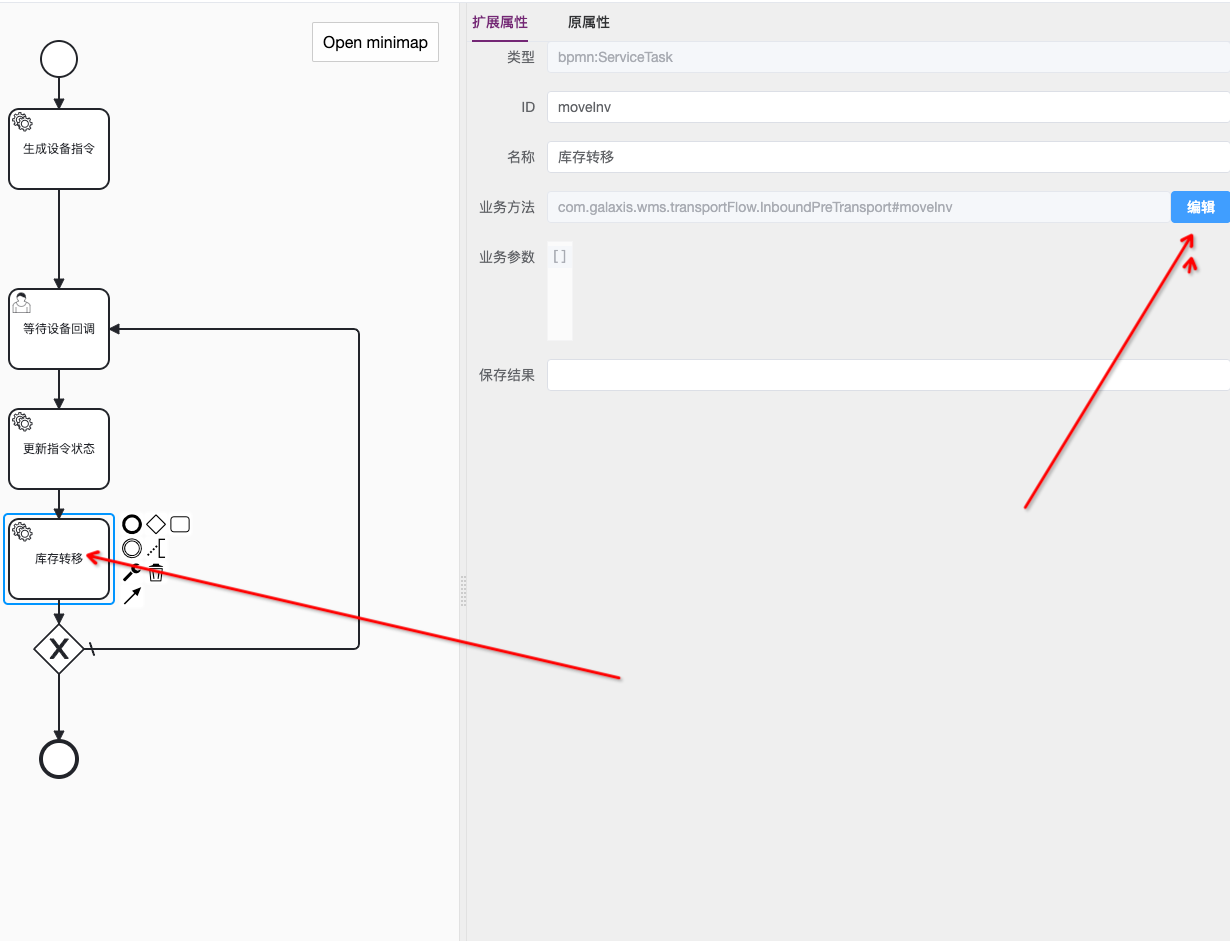 Open minimap
生成设备指令
等待设备回调
更新指令状态
库存转移
X
扩展属性 原属性
类型 bpmn:ServiceTask
ID moveInv
名称 库存转移
业务方法 com.galaxis.wms.transportFlow.InboundPreTransport#moveInv 编辑
业务参数 []
保存结果